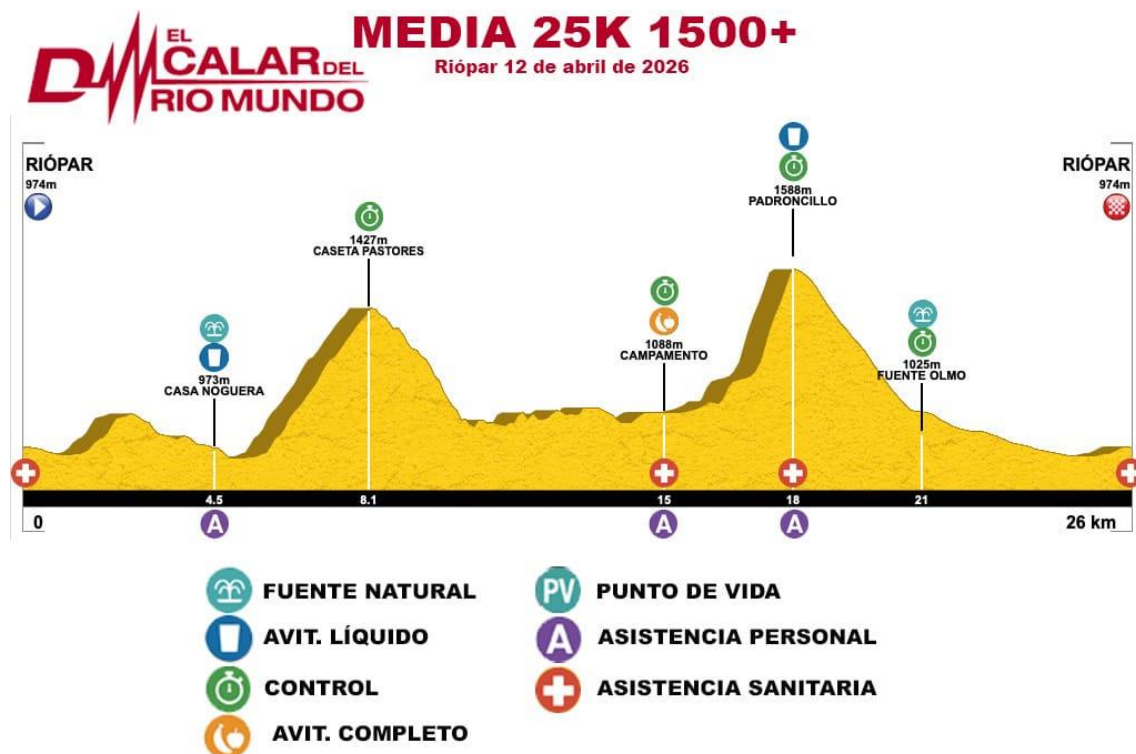 EL
CALAR DEL
RIO MUNDO
MEDIA 25K 1500+
Riópar 12 de abril de 2026
RIÓPAR
974m
1427m
CASETA PASTORES
973m
CASA NOGUERA
1088m
CAMPAMENTO
1588m
PADRONCILLO
1025m
FUENTE OLMO
RIÓPAR
974m
4.5
8.1
15
18
21
0
A
A
A
26 km
FUENTE NATURAL
AVIT. LÍQUIDO
CONTROL
AVIT. COMPLETO
PV PUNTO DE VIDA
A ASISTENCIA PERSONAL
ASISTENCIA SANITARIA